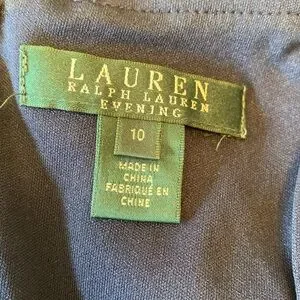 LAUREN
RALPH LAUREN
EVENING
10
MADE IN
CHINA
FABRIQUÉ EN
CHINE